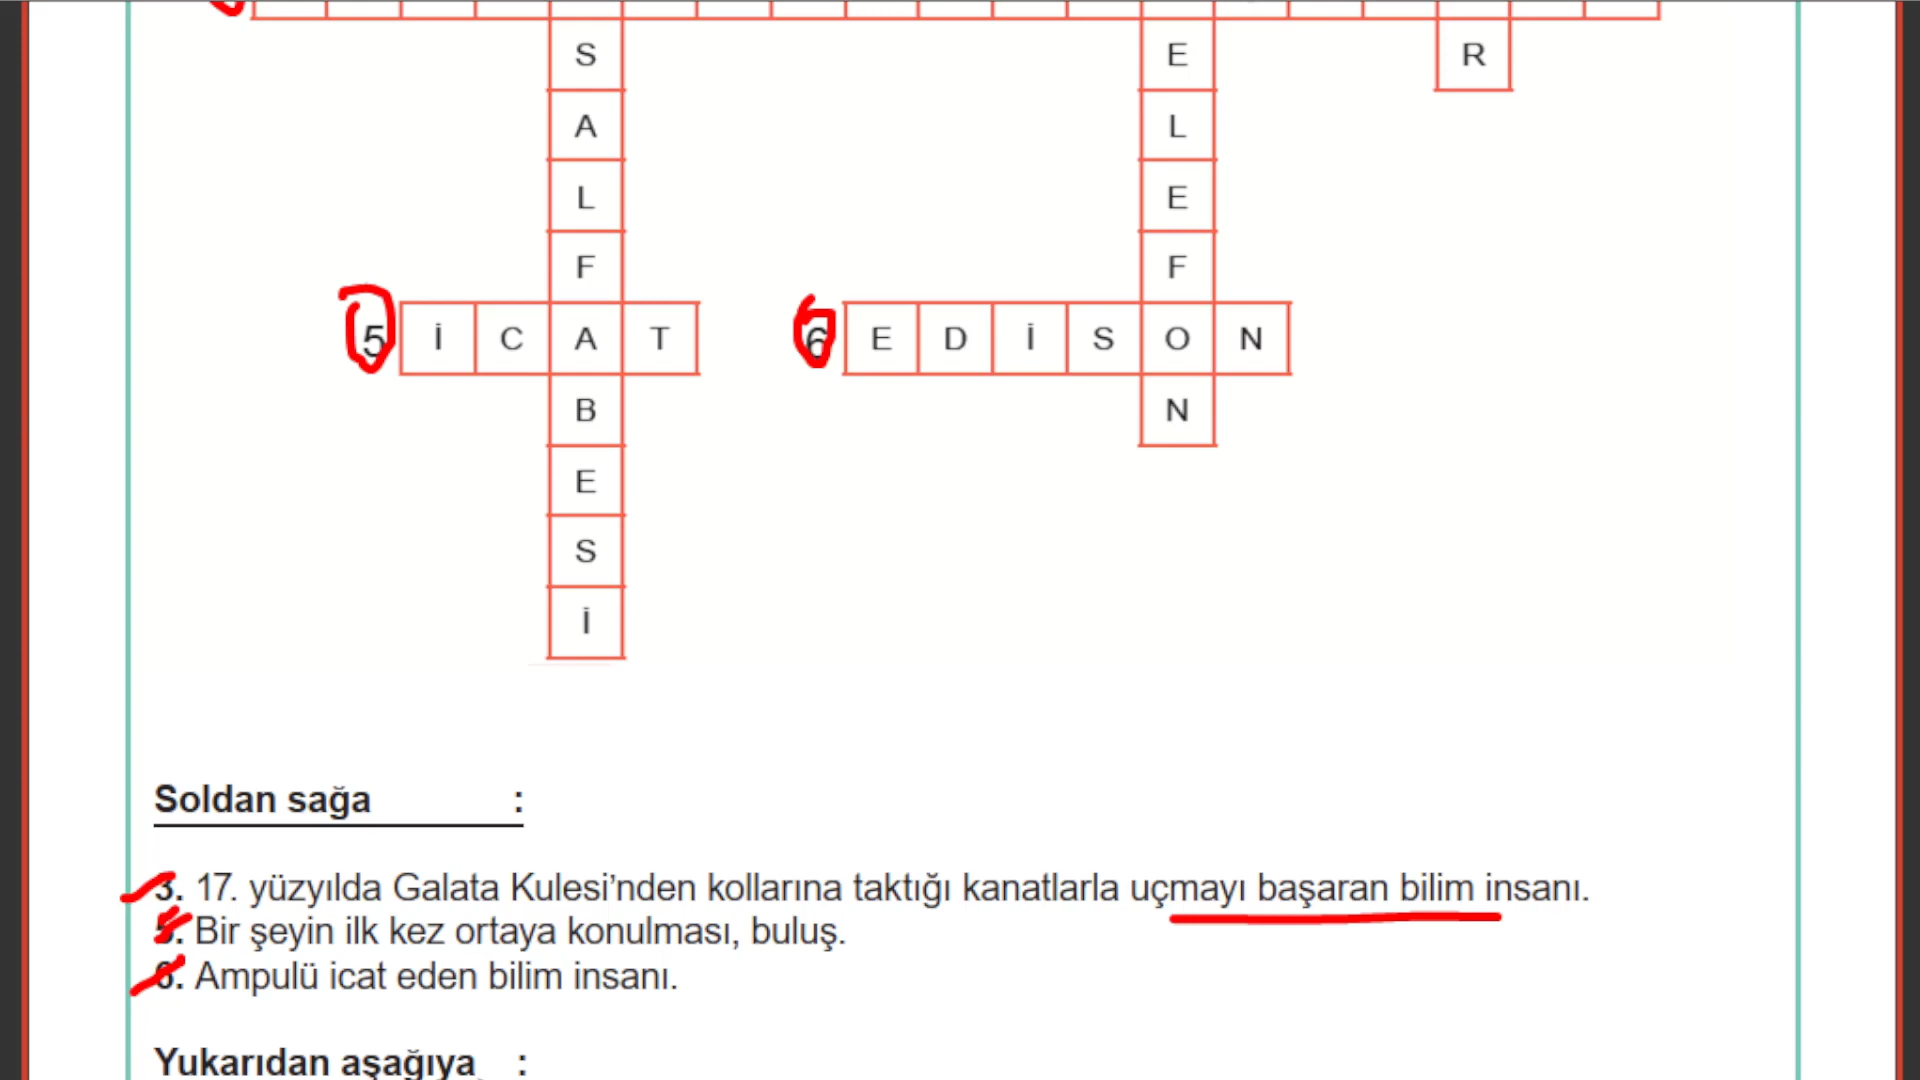 S E R
A L
L E
F F
5 İ C A T 6 E D İ S O N
B N
E
S
İ
Soldan sağa :
3. 17. yüzyılda Galata Kulesi’nden kollarına taktığı kanatlarla uçmayı başaran bilim insanı.
5. Bir şeyin ilk kez ortaya konulması, buluş.
6. Ampulü icat eden bilim insanı.
Yukarıdan aşağıya :